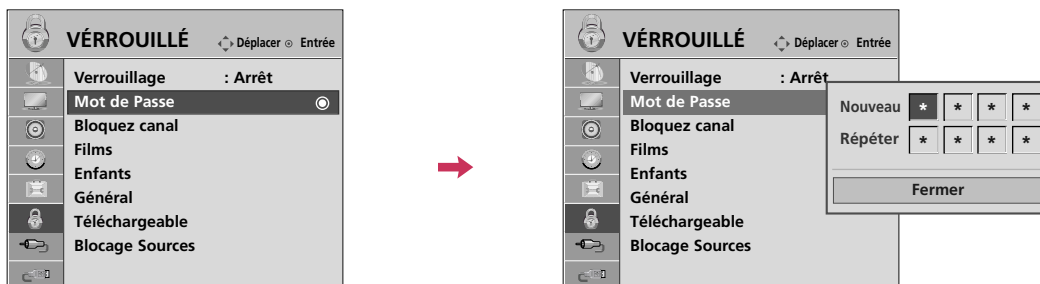 VÉRROUILLÉ Déplacer Entrée
Verrouillage : Arrêt
Mot de Passe
Bloquez canal
Films
Enfants
Général
Téléchargeable
Blocage Sources
VÉRROUILLÉ Déplacer Entrée
Verrouillage : Arrêt
Mot de Passe
Bloquez canal
Films
Enfants
Général
Téléchargeable
Blocage Sources
Nouveau * * * *
Répéter * * * *
Fermer